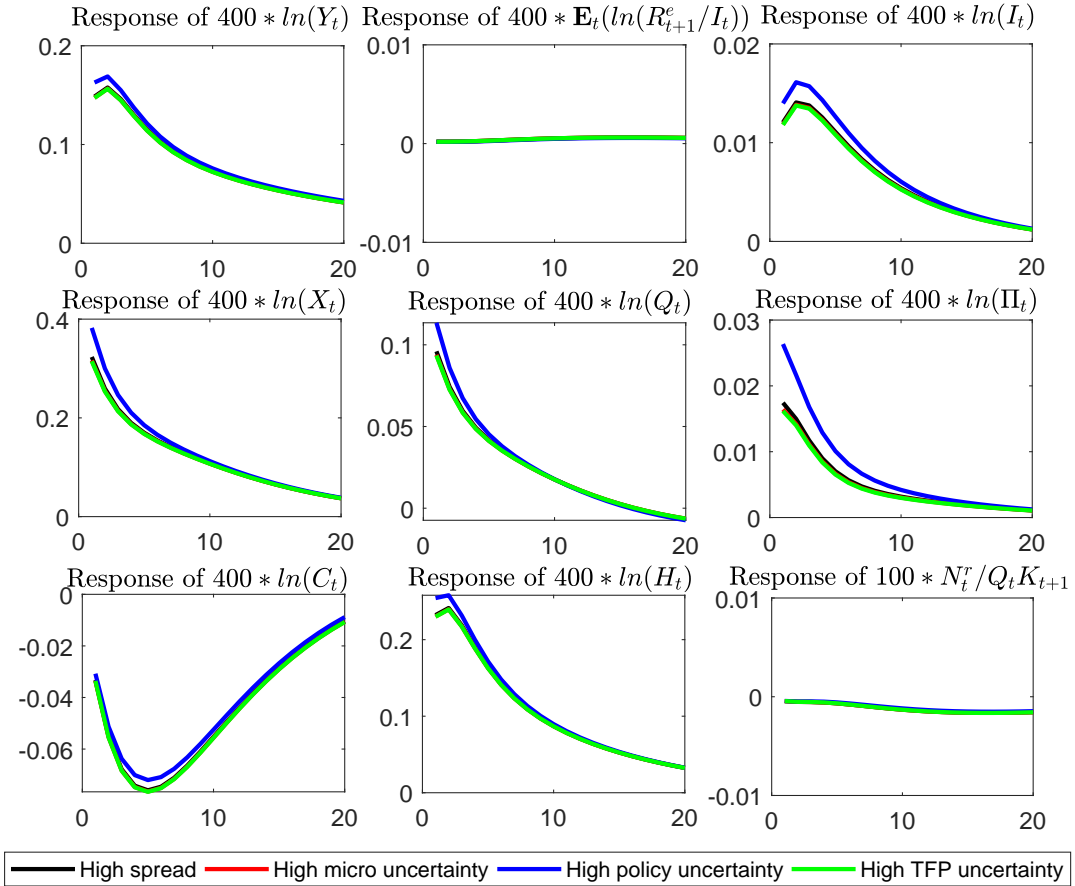 Response of 400 ∗ ln(Y_t)
Response of 400 ∗ E_t(ln(R^e_{t+1}/I_t))
Response of 400 ∗ ln(I_t)
0.2
0.1
0
0 10 20
0.01
0
-0.01
0 10 20
0.02
0.01
0
0 10 20
Response of 400 ∗ ln(X_t)
Response of 400 ∗ ln(Q_t)
Response of 400 ∗ ln(Π_t)
0.4
0.2
0
0 10 20
0.1
0.05
0
0 10 20
0.03
0.02
0.01
0
0 10 20
Response of 400 ∗ ln(C_t)
Response of 400 ∗ ln(H_t)
Response of 100 ∗ N^r_t/Q_tK_{t+1}
0
-0.02
-0.04
-0.06
0 10 20
0.2
0.1
0
0 10 20
0.01
0
-0.01
0 10 20
High spread High micro uncertainty High policy uncertainty High TFP uncertainty